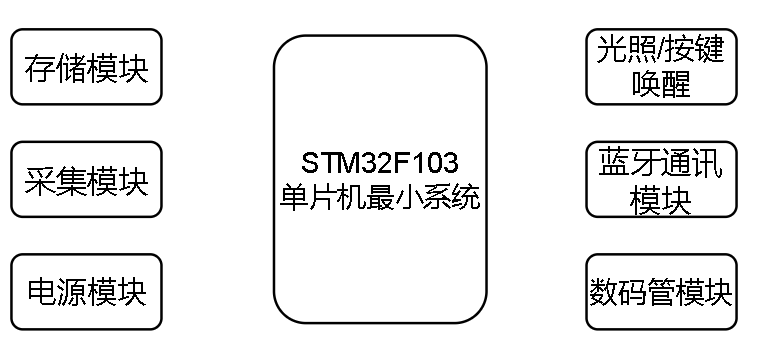 存储模块
采集模块
电源模块
STM32F103
单片机最小系统
光照/按键
唤醒
蓝牙通讯
模块
数码管模块